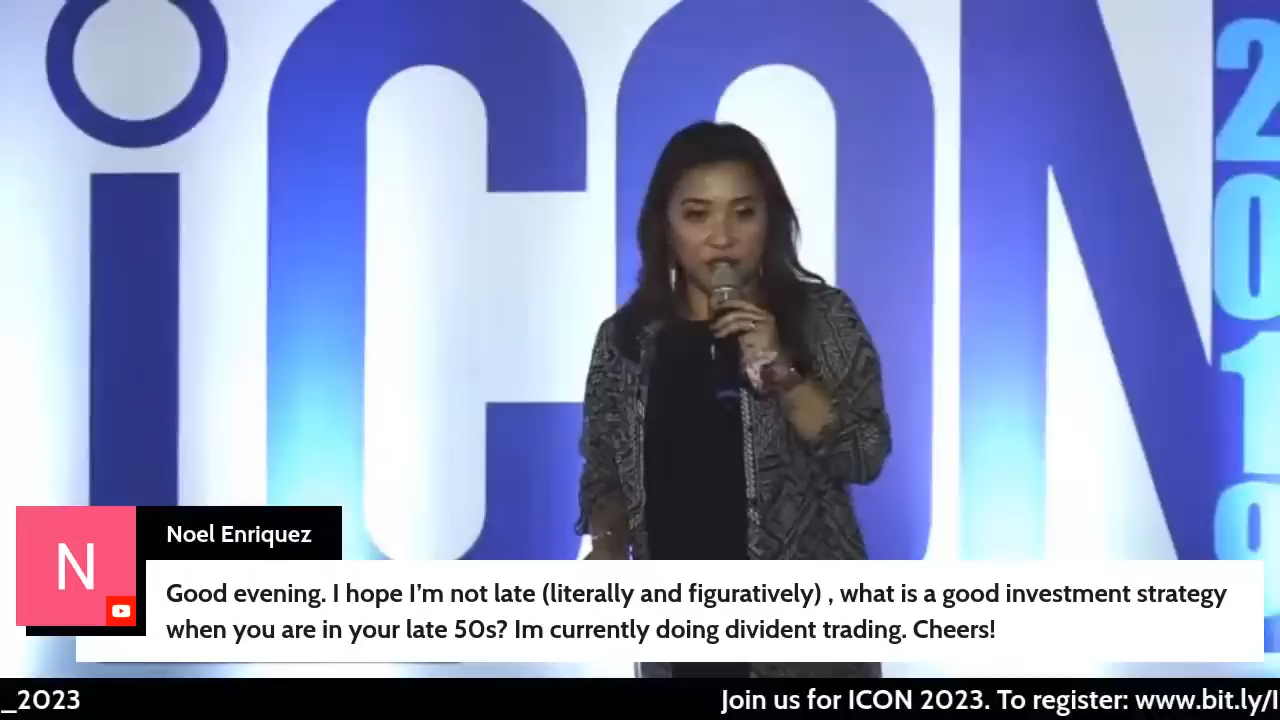 iCON
2019
N
Noel Enriquez
Good evening. I hope I'm not late (literally and figuratively) , what is a good investment strategy
when you are in your late 50s? Im currently doing divident trading. Cheers!
_2023
Join us for ICON 2023. To register: www.bit.ly/I